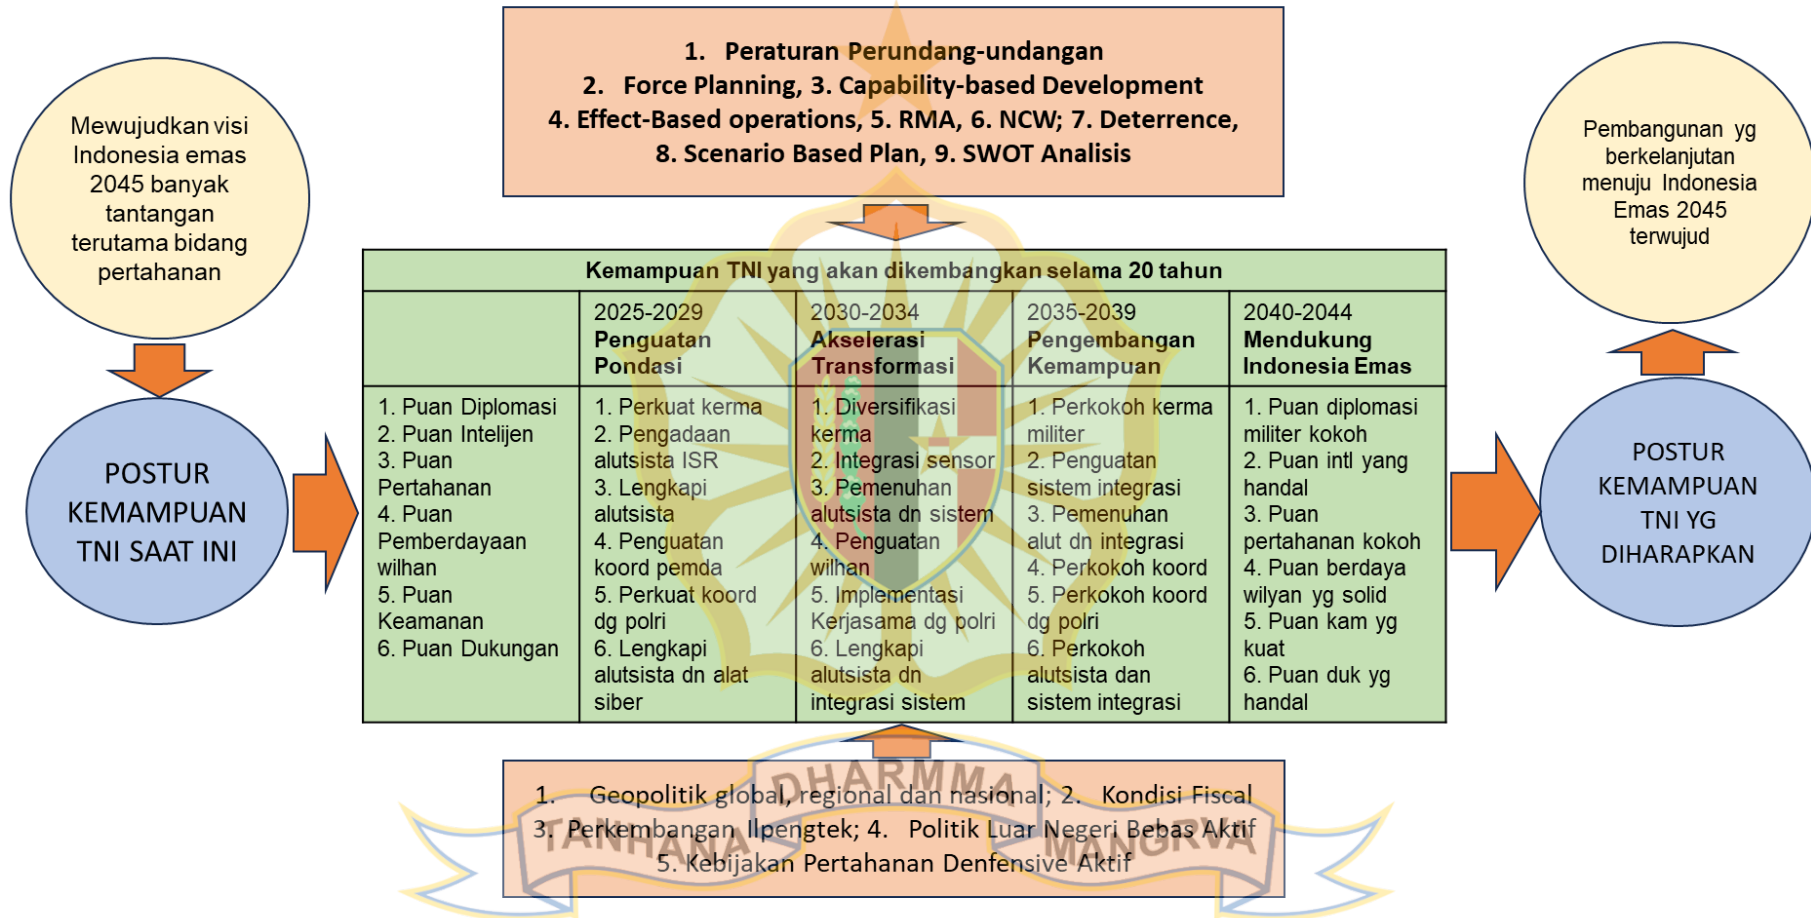 1. Peraturan Perundang-undangan
2. Force Planning, 3. Capability-based Development
4. Effect-Based operations, 5. RMA, 6. NCW; 7. Deterrence,
8. Scenario Based Plan, 9. SWOT Analisis
Mewujudkan visi
Indonesia emas
2045 banyak
tantangan
terutama bidang
pertahanan
POSTUR
KEMAMPUAN
TNI SAAT INI
Kemampuan TNI yang akan dikembangkan selama 20 tahun
2025-2029
Penguatan
Pondasi
2030-2034
Akselerasi
Transformasi
2035-2039
Pengembangan
Kemampuan
2040-2044
Mendukung
Indonesia Emas
1. Puan Diplomasi
2. Puan Intelijen
3. Puan
Pertahanan
4. Puan
Pemberdayaan
wilhan
5. Puan
Keamanan
6. Puan Dukungan
1. Perkuat kerma
2. Pengadaan
alutsista ISR
3. Lengkapi
alutsista
4. Penguatan
koord pemda
5. Perkuat koord
dg polri
6. Lengkapi
alutsista dn alat
siber
1. Diversifikasi
kerma
2. Integrasi sensor
3. Pemenuhan
alutsista dn sistem
4. Penguatan
wilhan
5. Implementasi
Kerjasama dg polri
6. Lengkapi
alutsista dn
integrasi sistem
1. Perkokoh kerma
militer
2. Penguatan
sistem integrasi
3. Pemenuhan
alut dn integrasi
4. Perkokoh koord
5. Perkokoh koord
dg polri
6. Perkokoh
alutsista dan
sistem integrasi
1. Puan diplomasi
militer kokoh
2. Puan intl yang
handal
3. Puan
pertahanan kokoh
4. Puan berdaya
wilyan yg solid
5. Puan kam yg
kuat
6. Puan duk yg
handal
Pembangunan yg
berkelanjutan
menuju Indonesia
Emas 2045
terwujud
POSTUR
KEMAMPUAN
TNI YG
DIHARAPKAN
1. Geopolitik global, regional dan nasional; 2. Kondisi Fiscal
3. Perkembangan Ilpengtek; 4. Politik Luar Negeri Bebas Aktif
5. Kebijakan Pertahanan Denfensive Aktif
TANHANA DHARMMA MANGRVA